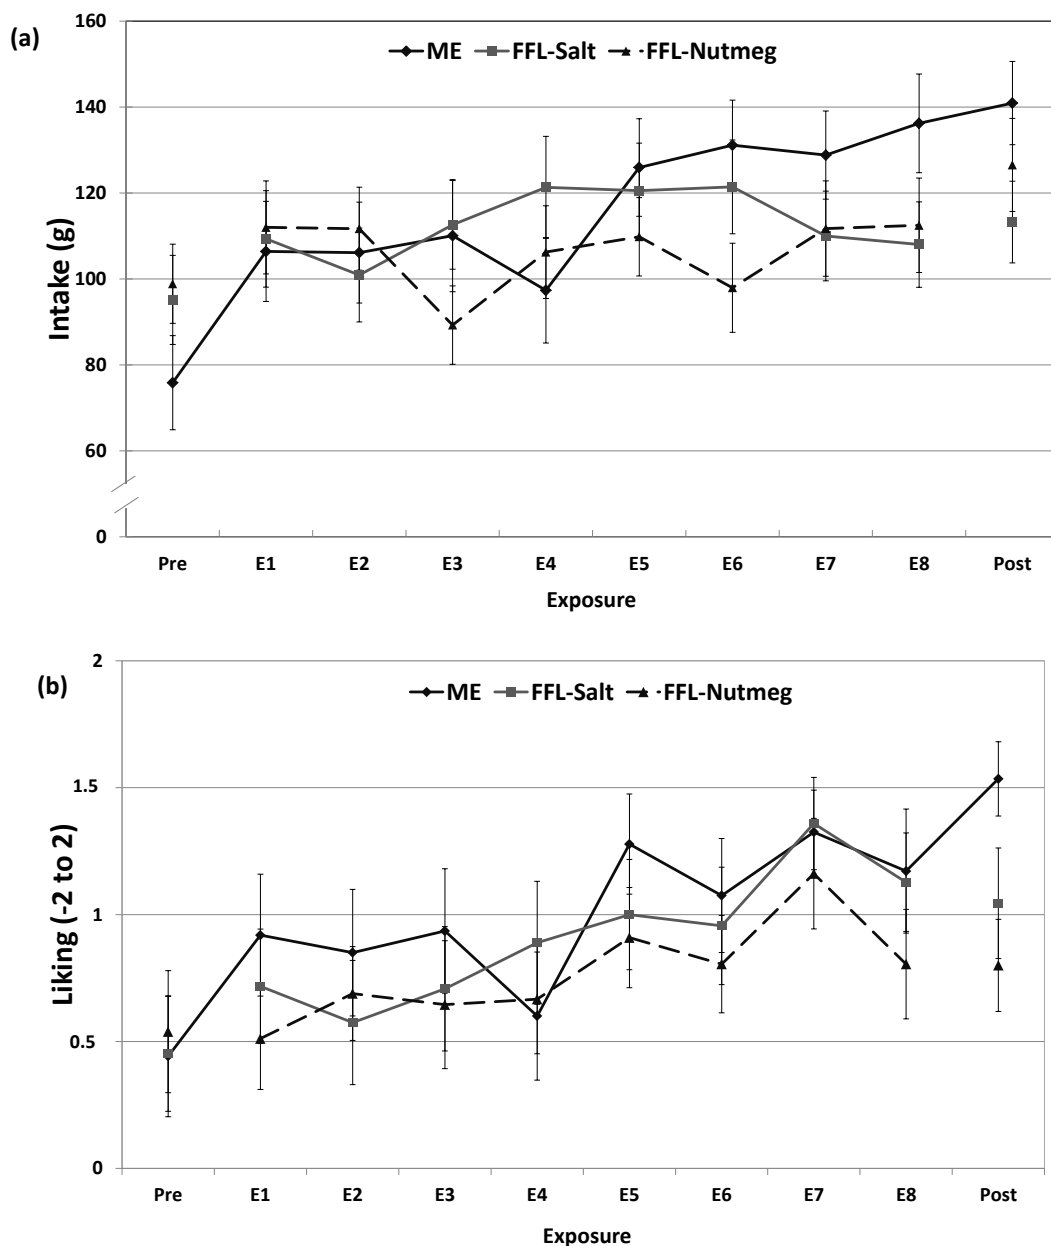 (a)
160
ME FFL-Salt FFL-Nutmeg
140
120
100
80
60
0
Intake (g)
Pre E1 E2 E3 E4 E5 E6 E7 E8 Post
Exposure
(b)
2
ME FFL-Salt FFL-Nutmeg
1.5
1
0.5
0
Liking (-2 to 2)
Pre E1 E2 E3 E4 E5 E6 E7 E8 Post
Exposure